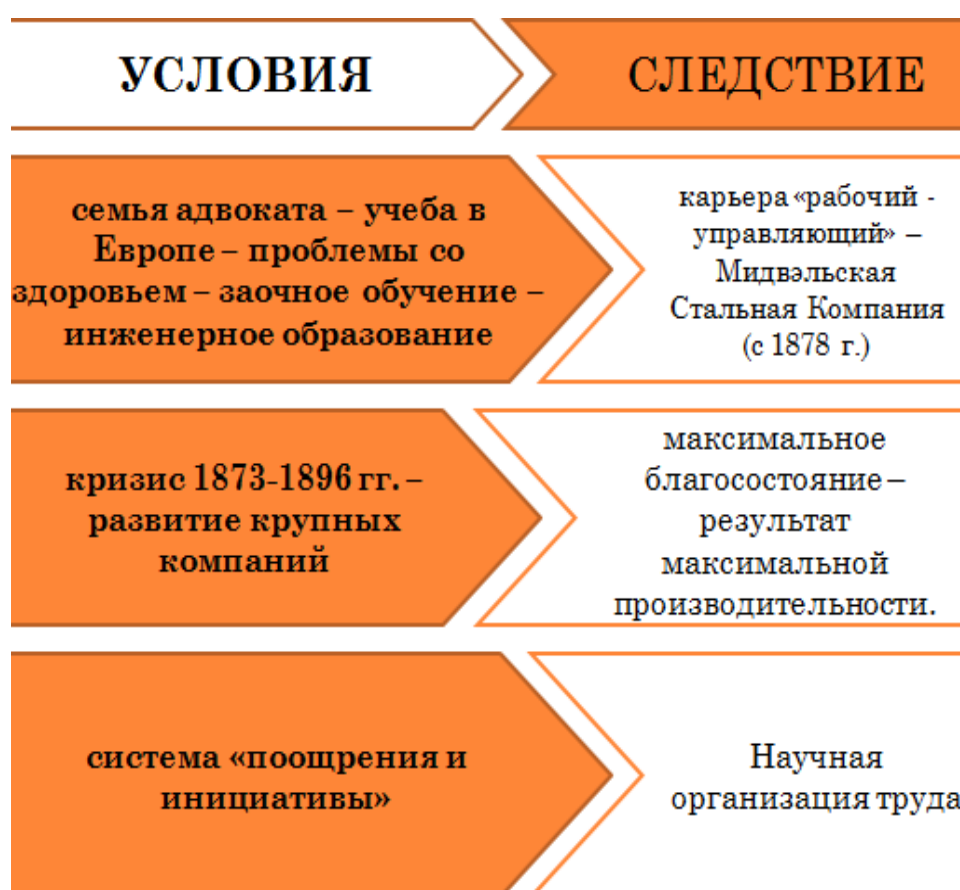 УСЛОВИЯ
СЛЕДСТВИЕ
семья адвоката – учеба в
Европе – проблемы со
здоровьем – заочное обучение –
инженерное образование
карьера «рабочий -
управляющий» –
Мидвэльская
Стальная Компания
(с 1878 г.)
кризис 1873-1896 гг. –
развитие крупных
компаний
максимальное
благосостояние –
результат
максимальной
производительности.
система «поощрения и
инициативы»
Научная
организация труда